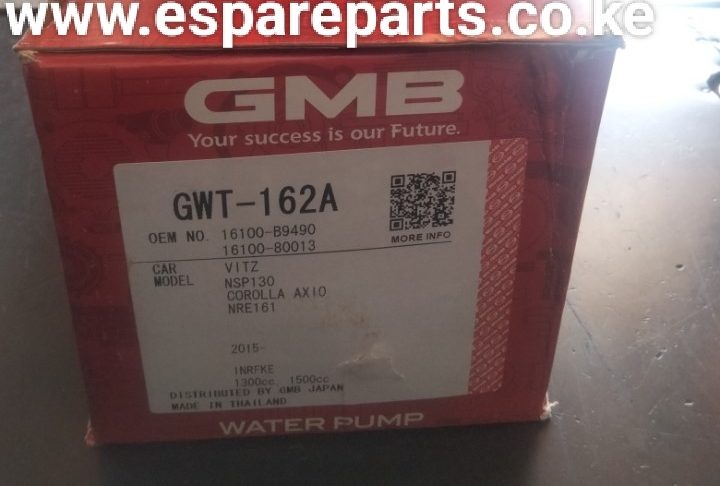 www.espareparts.co.ke
GMB
Your success is our Future.
GWT-162A
OEM NO. 16100-B9490
16100-80013
MORE INFO
CAR VITZ
MODEL NSP130
COROLLA AXIO
NRE161
2015-
1NRFKE
1300cc, 1500cc
DISTRIBUTED BY GMB JAPAN
MADE IN THAILAND
WATER PUMP